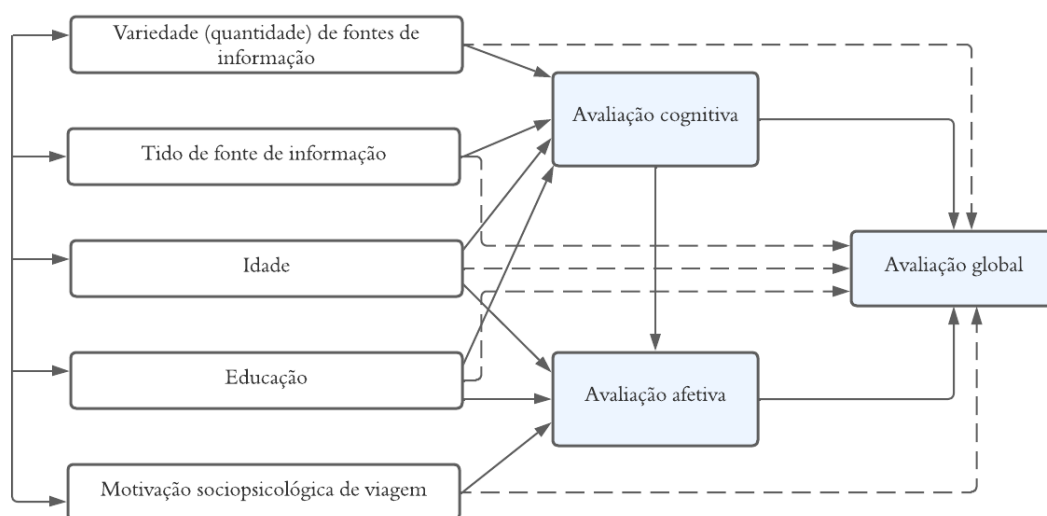 Variedade (quantidade) de fontes de
informação
Avaliação cognitiva
Tido de fonte de informação
Idade
Avaliação global
Educação
Avaliação afetiva
Motivação sociopsicológica de viagem